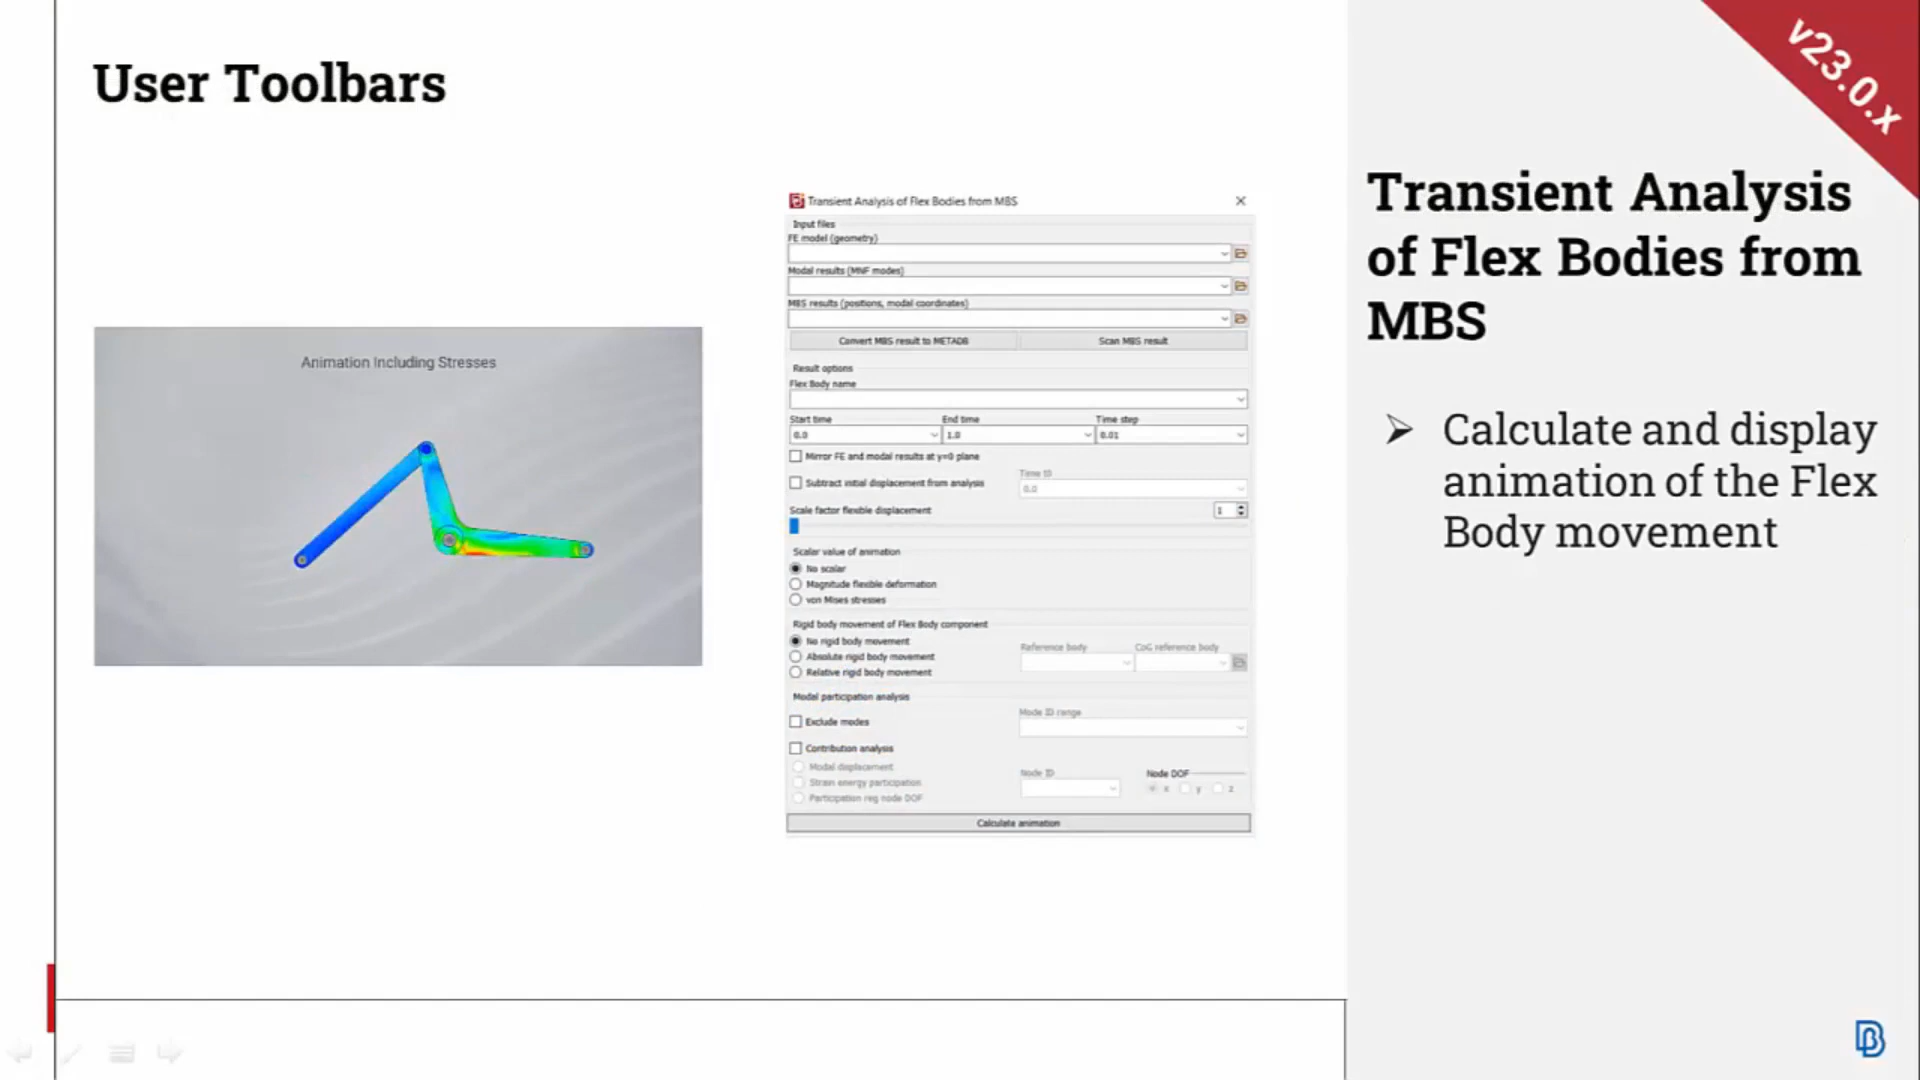 User Toolbars
v23.0.x
Animation Including Stresses
Transient Analysis of Flex Bodies from MBS
Input files
FE model (geometry)
Modal results (MNF modes)
MBS results (positions, modal coordinates)
Convert MBS result to METADB
Scan MBS result
Result options
Flex Body name
Start time End time Time step
0.0 1.0 0.01
Mirror FE and modal results at y=0 plane
Time t0
Subtract initial displacement from analysis
0.0
Scale factor flexible displacement 1
Scalar value of animation
No scalar
Magnitude flexible deformation
von Mises stresses
Rigid body movement of Flex Body component
No rigid body movement
Reference body CoG reference body
Absolute rigid body movement
Relative rigid body movement
Modal participation analysis
Mode ID range
Exclude modes
Contribution analysis
Modal displacement
Node ID Node DOF
Strain energy participation
x y z
Participation reg node DOF
Calculate animation
Transient Analysis
of Flex Bodies from
MBS
Calculate and display
animation of the Flex
Body movement